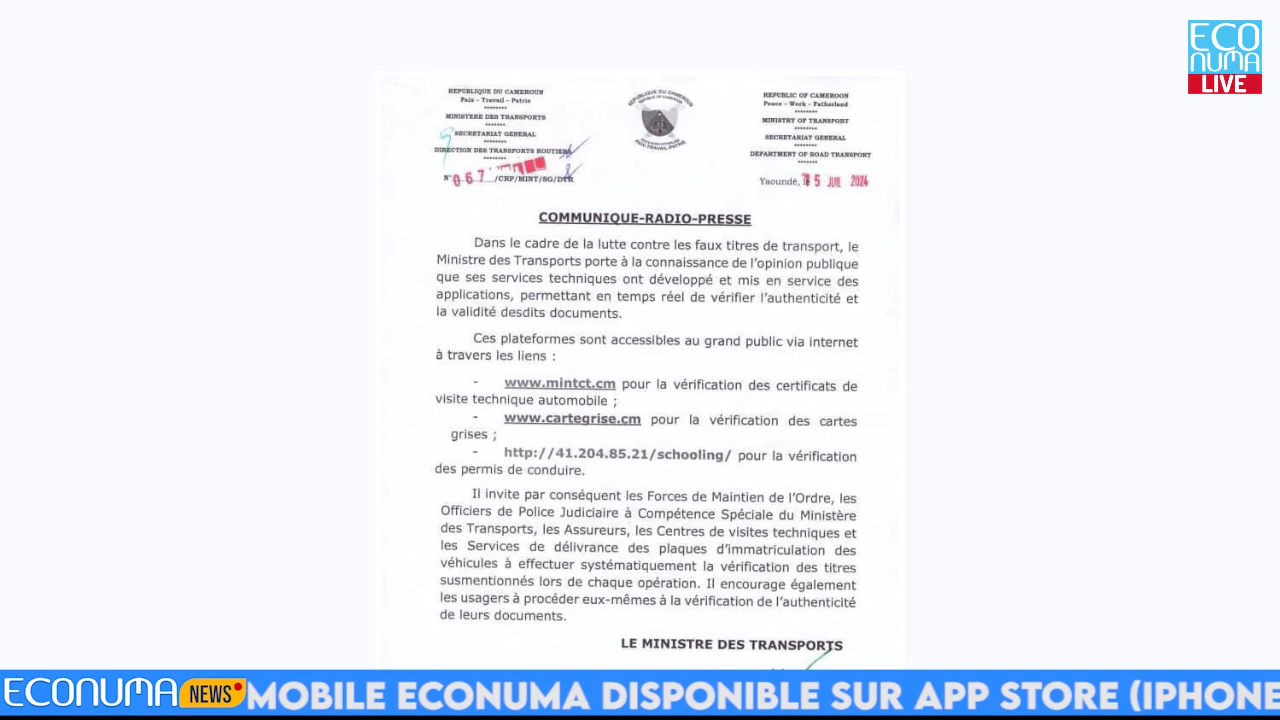 ECO
NUMA
LIVE
REPUBLIQUE DU CAMEROUN
Paix – Travail – Patrie
********
MINISTERE DES TRANSPORTS
*******
SECRETARIAT GENERAL
********
DIRECTION DES TRANSPORTS ROUTIERS
********
N° 067 /CRP/MINT/SG/DTR
REPUBLIQUE DU CAMEROUN
REPUBLIC OF CAMEROON
PAIX-TRAVAIL-PATRIE
REPUBLIC OF CAMEROON
Peace – Work – Fatherland
********
MINISTRY OF TRANSPORT
********
SECRETARIAT GENERAL
********
DEPARTMENT OF ROAD TRANSPORT
*******
Yaoundé, le 5 2024
COMMUNIQUE-RADIO-PRESSE
Dans le cadre de la lutte contre les faux titres de transport, le
Ministre des Transports porte à la connaissance de l'opinion publique
que ses services techniques ont développé et mis en service des
applications, permettant en temps réel de vérifier l'authenticité et
la validité desdits documents.
Ces plateformes sont accessibles au grand public via internet
à travers les liens :
- www.mintct.cm pour la vérification des certificats de
visite technique automobile ;
- www.cartegrise.cm pour la vérification des cartes
grises ;
- http://41.204.85.21/schooling/ pour la vérification
des permis de conduire.
Il invite par conséquent les Forces de Maintien de l'Ordre, les
Officiers de Police Judiciaire à Compétence Spéciale du Ministère
des Transports, les Assureurs, les Centres de visites techniques et
les Services de délivrance des plaques d'immatriculation des
véhicules à effectuer systématiquement la vérification des titres
susmentionnés lors de chaque opération. Il encourage également
les usagers à procéder eux-mêmes à la vérification de l'authenticité
de leurs documents.
LE MINISTRE DES TRANSPORTS
ECONUMA NEWS MOBILE ECONUMA DISPONIBLE SUR APP STORE (IPHONE